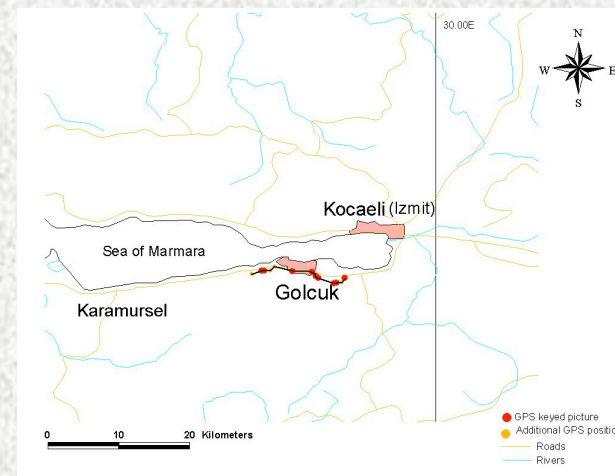 30.00E
N
W E
S
Kocaeli (Izmit)
Sea of Marmara
Golcuk
Karamursel
GPS keyed picture
Additional GPS positio
Roads
Rivers
0 10 20 Kilometers